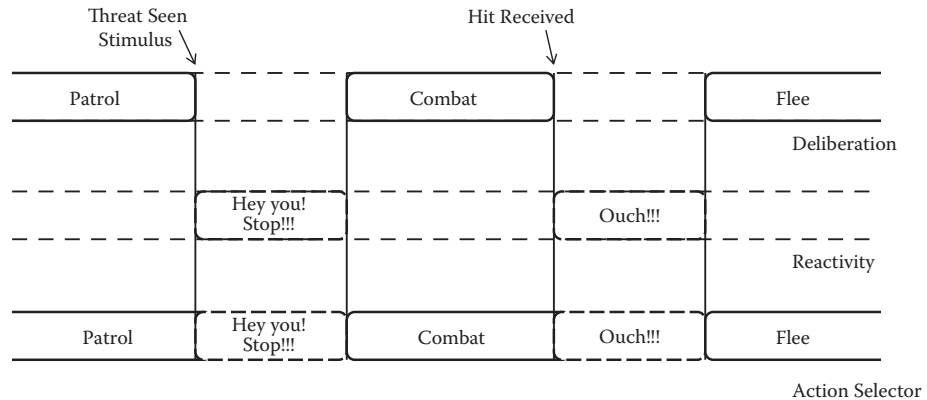 Threat Seen
Stimulus
Hit Received
Patrol
Combat
Flee
Deliberation
Hey you!
Stop!!!
Ouch!!!
Reactivity
Patrol
Hey you!
Stop!!!
Combat
Ouch!!!
Flee
Action Selector